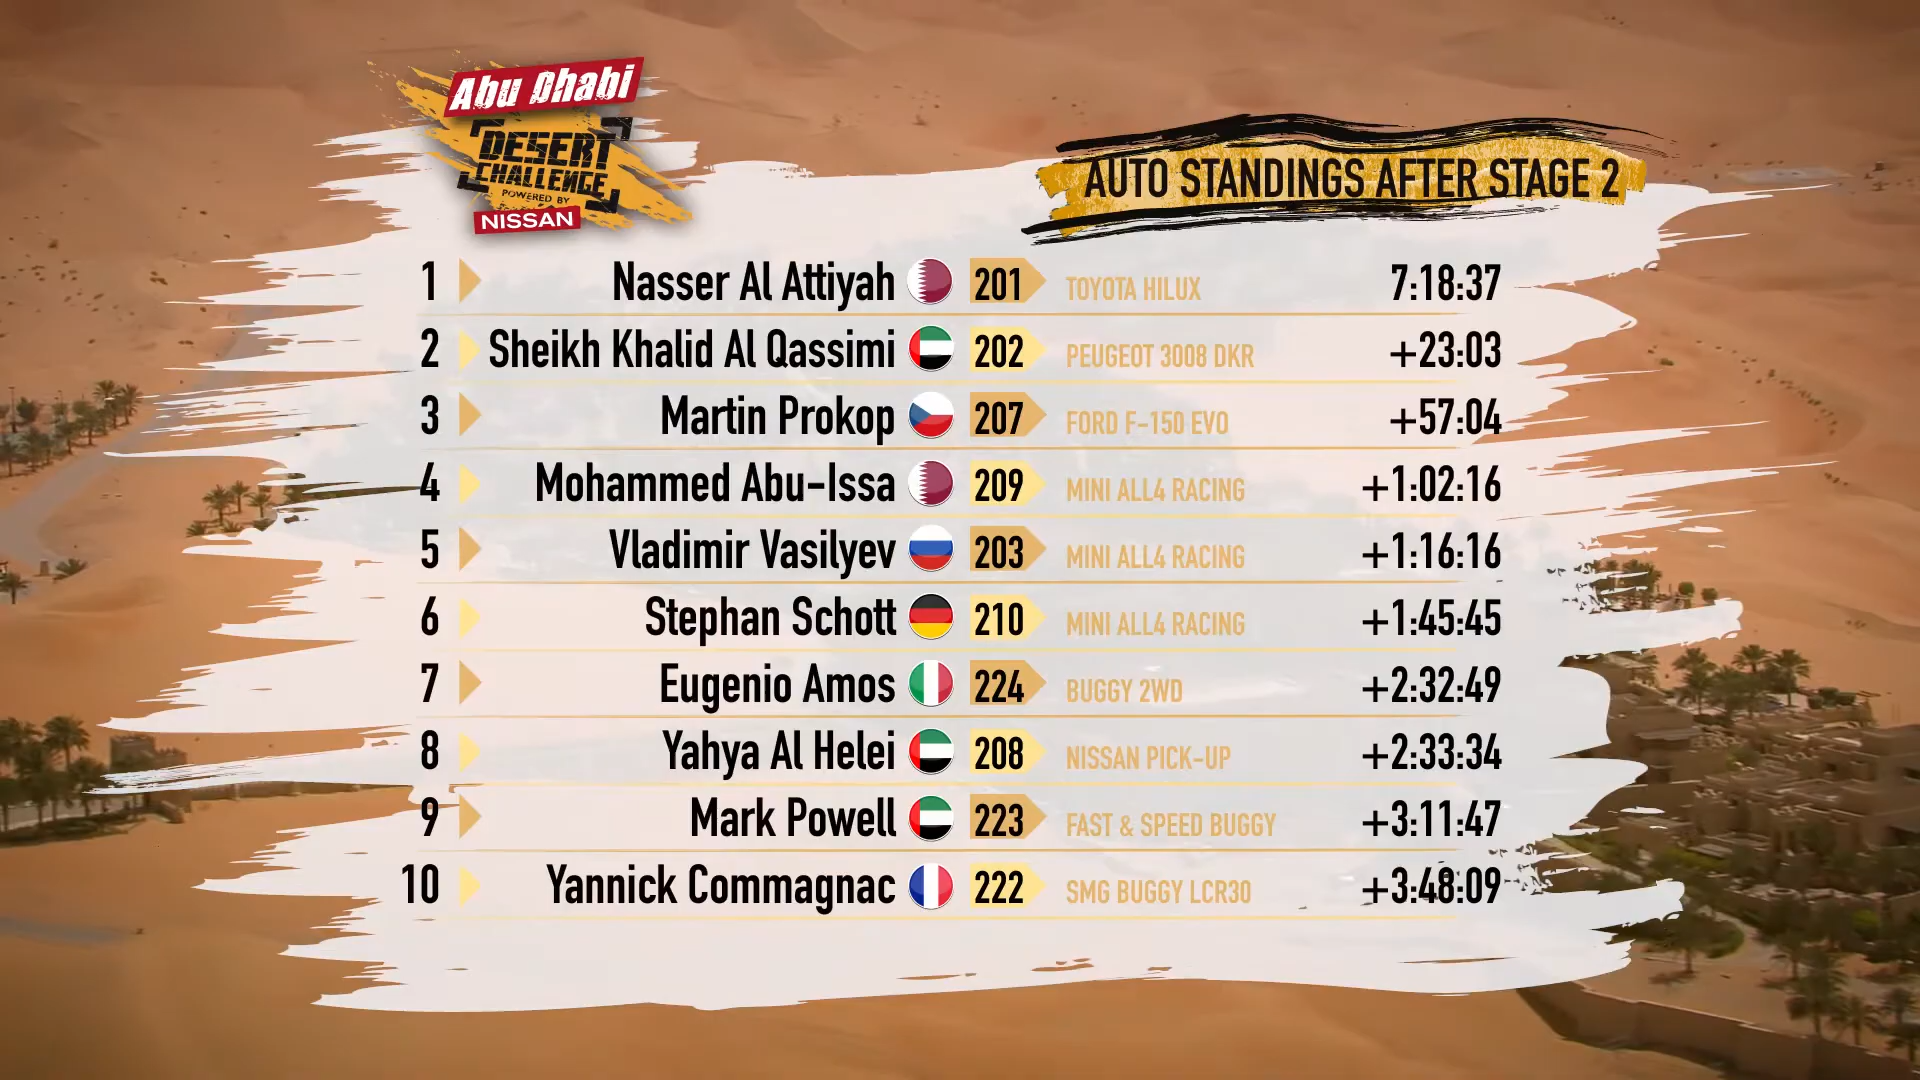 Abu Dhabi
DESERT
CHALLENGE
POWERED BY
NISSAN
AUTO STANDINGS AFTER STAGE 2
1 Nasser Al Attiyah 201 TOYOTA HILUX 7:18:37
2 Sheikh Khalid Al Qassimi 202 PEUGEOT 3008 DKR +23:03
3 Martin Prokop 207 FORD F-150 EVO +57:04
4 Mohammed Abu-Issa 209 MINI ALL4 RACING +1:02:16
5 Vladimir Vasilyev 203 MINI ALL4 RACING +1:16:16
6 Stephan Schott 210 MINI ALL4 RACING +1:45:45
7 Eugenio Amos 224 BUGGY 2WD +2:32:49
8 Yahya Al Helei 208 NISSAN PICK-UP +2:33:34
9 Mark Powell 223 FAST & SPEED BUGGY +3:11:47
10 Yannick Commagnac 222 SMG BUGGY LCR30 +3:48:09